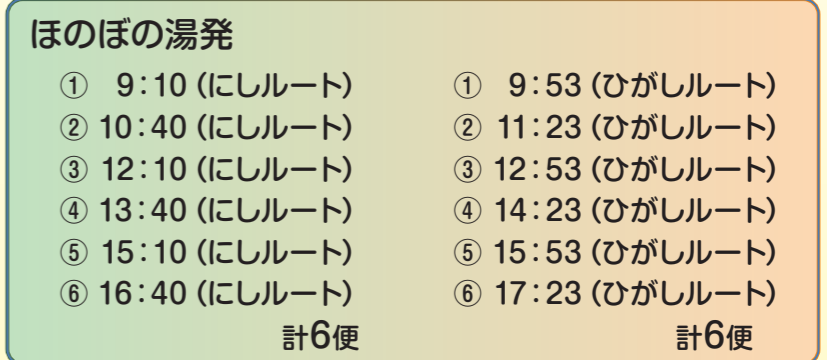 ほのぼの湯発
① 9:10 (にしルート) ① 9:53 (ひがしルート)
② 10:40 (にしルート) ② 11:23 (ひがしルート)
③ 12:10 (にしルート) ③ 12:53 (ひがしルート)
④ 13:40 (にしルート) ④ 14:23 (ひがしルート)
⑤ 15:10 (にしルート) ⑤ 15:53 (ひがしルート)
⑥ 16:40 (にしルート) ⑥ 17:23 (ひがしルート)
計6便 計6便